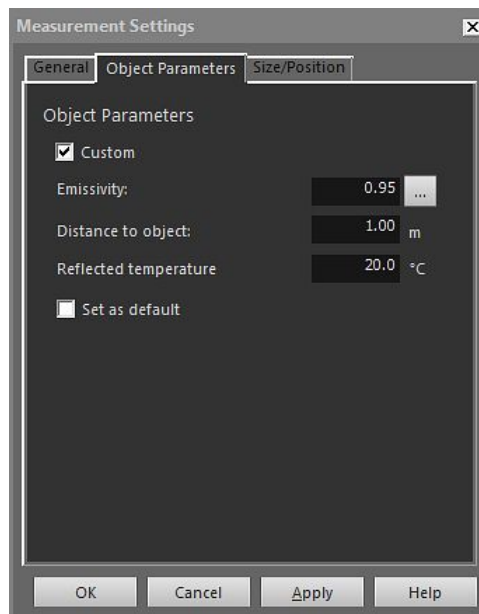 Measurement Settings
General Object Parameters Size/Position
Object Parameters
Custom
Emissivity: 0.95 ...
Distance to object: 1.00 m
Reflected temperature 20.0 °C
Set as default
OK Cancel Apply Help